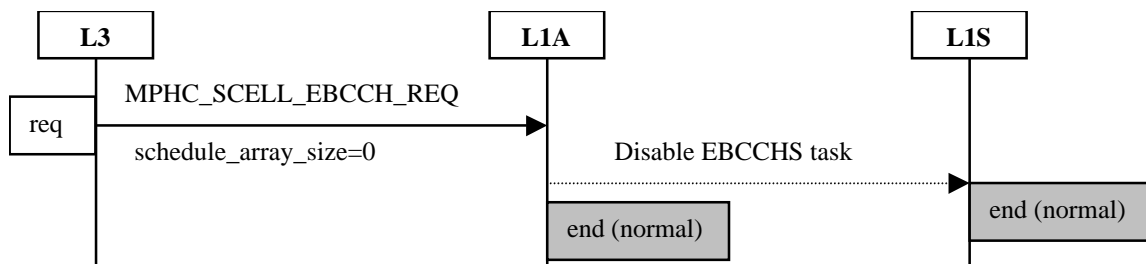 L3
L1A
L1S
MPHC_SCELL_EBCCH_REQ
req
schedule_array_size=0
Disable EBCCHS task
end (normal)
end (normal)